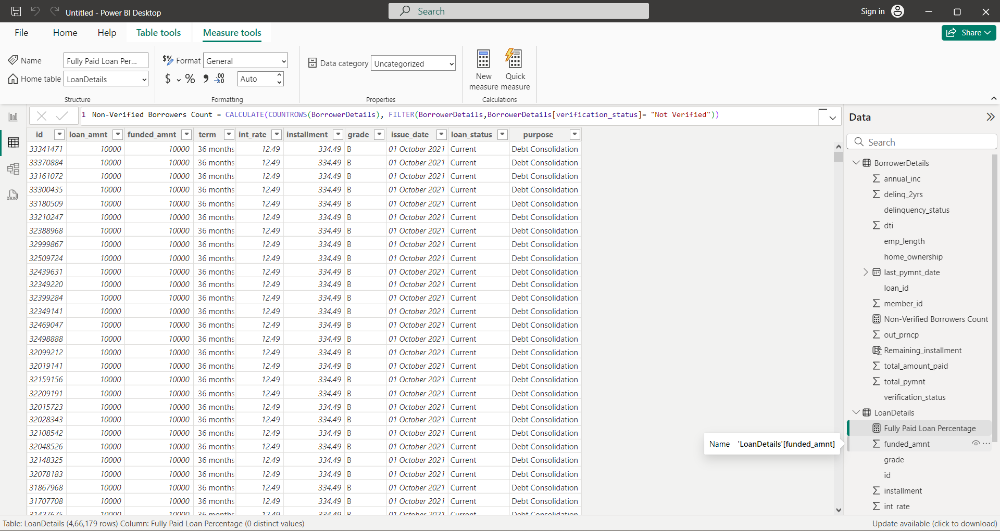 Untitled - Power BI Desktop
Search
Sign in
File Home Help Table tools Measure tools
Share
Name Fully Paid Loan Per...
Home table LoanDetails
Structure
Format General
$ % Auto
Formatting
Data category Uncategorized
Properties
New measure
Quick measure
Calculations
1 Non-Verified Borrowers Count = CALCULATE(COUNTROWS(BorrowerDetails), FILTER(BorrowerDetails,BorrowerDetails[verification_status]= "Not Verified"))
id loan_amnt funded_amnt term int_rate installment grade issue_date loan_status purpose
33341471 10000 10000 36 months 12.49 334.49 B 01 October 2021 Current Debt Consolidation
33370884 10000 10000 36 months 12.49 334.49 B 01 October 2021 Current Debt Consolidation
33161072 10000 10000 36 months 12.49 334.49 B 01 October 2021 Current Debt Consolidation
33300435 10000 10000 36 months 12.49 334.49 B 01 October 2021 Current Debt Consolidation
33180509 10000 10000 36 months 12.49 334.49 B 01 October 2021 Current Debt Consolidation
33210247 10000 10000 36 months 12.49 334.49 B 01 October 2021 Current Debt Consolidation
32388968 10000 10000 36 months 12.49 334.49 B 01 October 2021 Current Debt Consolidation
32999867 10000 10000 36 months 12.49 334.49 B 01 October 2021 Current Debt Consolidation
32509724 10000 10000 36 months 12.49 334.49 B 01 October 2021 Current Debt Consolidation
32439631 10000 10000 36 months 12.49 334.49 B 01 October 2021 Current Debt Consolidation
32349220 10000 10000 36 months 12.49 334.49 B 01 October 2021 Current Debt Consolidation
32399284 10000 10000 36 months 12.49 334.49 B 01 October 2021 Current Debt Consolidation
32349141 10000 10000 36 months 12.49 334.49 B 01 October 2021 Current Debt Consolidation
32469047 10000 10000 36 months 12.49 334.49 B 01 October 2021 Current Debt Consolidation
32498888 10000 10000 36 months 12.49 334.49 B 01 October 2021 Current Debt Consolidation
32099212 10000 10000 36 months 12.49 334.49 B 01 October 2021 Current Debt Consolidation
32019141 10000 10000 36 months 12.49 334.49 B 01 October 2021 Current Debt Consolidation
32159156 10000 10000 36 months 12.49 334.49 B 01 October 2021 Current Debt Consolidation
32209191 10000 10000 36 months 12.49 334.49 B 01 October 2021 Current Debt Consolidation
32015723 10000 10000 36 months 12.49 334.49 B 01 October 2021 Current Debt Consolidation
32028343 10000 10000 36 months 12.49 334.49 B 01 October 2021 Current Debt Consolidation
32108542 10000 10000 36 months 12.49 334.49 B 01 October 2021 Current Debt Consolidation
32048526 10000 10000 36 months 12.49 334.49 B 01 October 2021 Current Debt Consolidation
32148325 10000 10000 36 months 12.49 334.49 B 01 October 2021 Current Debt Consolidation
32078183 10000 10000 36 months 12.49 334.49 B 01 October 2021 Current Debt Consolidation
31867968 10000 10000 36 months 12.49 334.49 B 01 October 2021 Current Debt Consolidation
31707708 10000 10000 36 months 12.49 334.49 B 01 October 2021 Current Debt Consolidation
31427675 10000 10000 36 months 12.49 334.49 B 01 October 2021 Current Debt Consolidation
DAX
Name 'LoanDetails'[funded_amnt]
Data
Search
BorrowerDetails
annual_inc
delinq_2yrs
delinquency_status
dti
emp_length
home_ownership
last_pymnt_date
loan_id
member_id
Non-Verified Borrowers Count
out_prncp
Remaining_installment
total_amount_paid
total_pymnt
verification_status
LoanDetails
Fully Paid Loan Percentage
funded_amnt
grade
id
installment
int_rate
Table: LoanDetails (4,66,179 rows) Column: Fully Paid Loan Percentage (0 distinct values)
Update available (click to download)